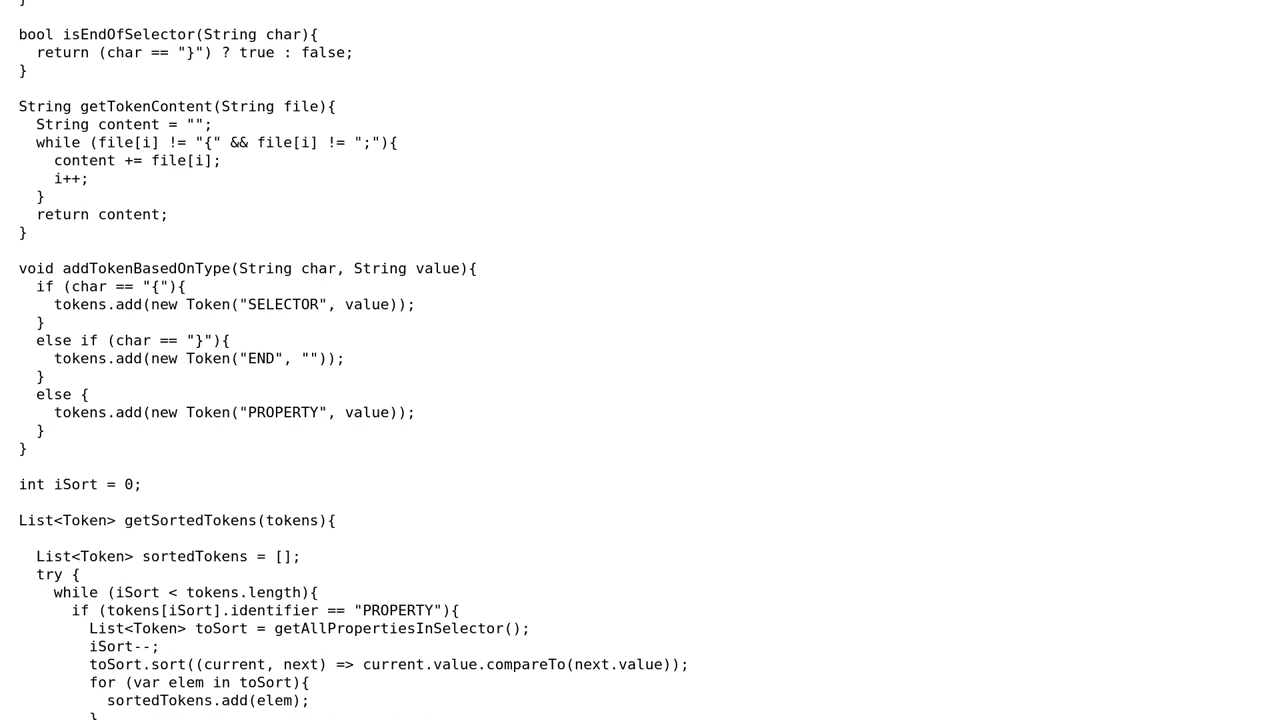 }
bool isEndOfSelector(String char){
  return (char == "}") ? true : false;
}
String getTokenContent(String file){
  String content = "";
  while (file[i] != "{" && file[i] != ";"){
    content += file[i];
    i++;
  }
  return content;
}
void addTokenBasedOnType(String char, String value){
  if (char == "{"){
    tokens.add(new Token("SELECTOR", value));
  }
  else if (char == "}"){
    tokens.add(new Token("END", ""));
  }
  else {
    tokens.add(new Token("PROPERTY", value));
  }
}
int iSort = 0;
List<Token> getSortedTokens(tokens){
  List<Token> sortedTokens = [];
  try {
    while (iSort < tokens.length){
      if (tokens[iSort].identifier == "PROPERTY"){
        List<Token> toSort = getAllPropertiesInSelector();
        iSort--;
        toSort.sort((current, next) => current.value.compareTo(next.value));
        for (var elem in toSort){
          sortedTokens.add(elem);
        }